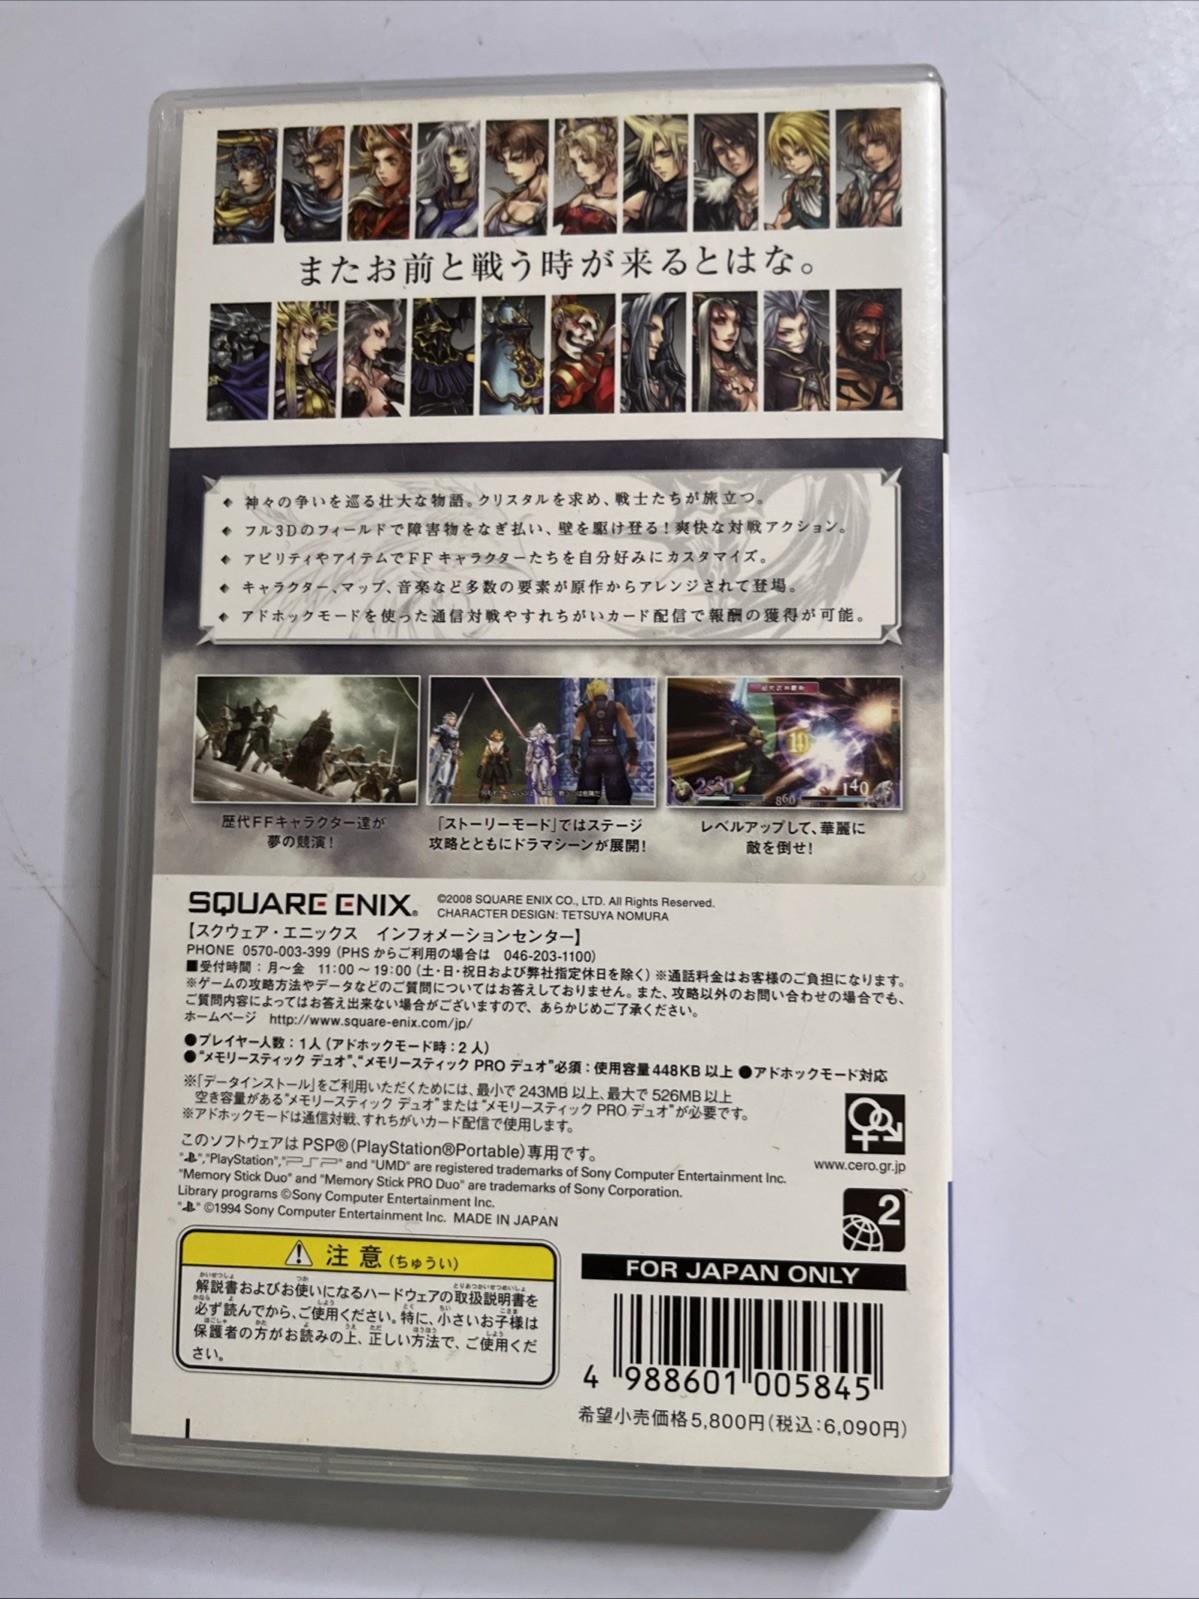 またお前と戦う時が来るとはな。
神々の争いを巡る壮大な物語。クリスタルを求め、戦士たちが旅立つ。
フル3Dのフィールドで障害物をなぎ払い、壁を駆け登る！爽快な対戦アクション。
アビリティやアイテムでFFキャラクターたちを自分好みにカスタマイズ。
キャラクター、マップ、音楽など多数の要素が原作からアレンジされて登場。
アドホックモードを使った通信対戦やすれちがいカード配信で報酬の獲得が可能。
860
140
歴代FFキャラクター達が
夢の競演！
「ストーリーモード」ではステージ
攻略とともにドラマシーンが展開！
レベルアップして、華麗に
敵を倒せ！
SQUARE ENIX®
©2008 SQUARE ENIX CO., LTD. All Rights Reserved.
CHARACTER DESIGN: TETSUYA NOMURA
【スクウェア・エニックス　インフォメーションセンター】
PHONE 0570-003-399 (PHSからご利用の場合は 046-203-1100)
■受付時間：月〜金 11:00〜19:00（土・日・祝日および弊社指定休日を除く）※通話料金はお客様のご負担になります。
※ゲームの攻略方法やデータなどのご質問についてはお答えしておりません。また、攻略以外のお問い合わせの場合でも、
ご質問内容によってはお答え出来ない場合がございますので、あらかじめご了承ください。
ホームページ http://www.square-enix.com/jp/
●プレイヤー人数：1人（アドホックモード時：2人）
●“メモリースティック デュオ”、“メモリースティック PRO デュオ”必須：使用容量448KB以上 ●アドホックモード対応
※「データインストール」をご利用いただくためには、最小で243MB以上、最大で526MB以上
空き容量がある“メモリースティック デュオ”または“メモリースティック PRO デュオ”が必要です。
※アドホックモードは通信対戦、すれちがいカード配信で使用します。
www.cero.gr.jp
このソフトウェアはPSP®(PlayStation®Portable)専用です。
" ","PlayStation","PSP" and "UMD" are registered trademarks of Sony Computer Entertainment Inc.
"Memory Stick Duo" and "Memory Stick PRO Duo" are trademarks of Sony Corporation.
Library programs ©Sony Computer Entertainment Inc.
" " ©1994 Sony Computer Entertainment Inc. MADE IN JAPAN
2
注意（ちゅうい）
解説書およびお使いになるハードウェアの取扱説明書を
必ず読んでから、ご使用ください。特に、小さいお子様は
保護者の方がお読みの上、正しい方法で、ご使用くだ
さい。
FOR JAPAN ONLY
4 988601 005845
希望小売価格5,800円(税込:6,090円)